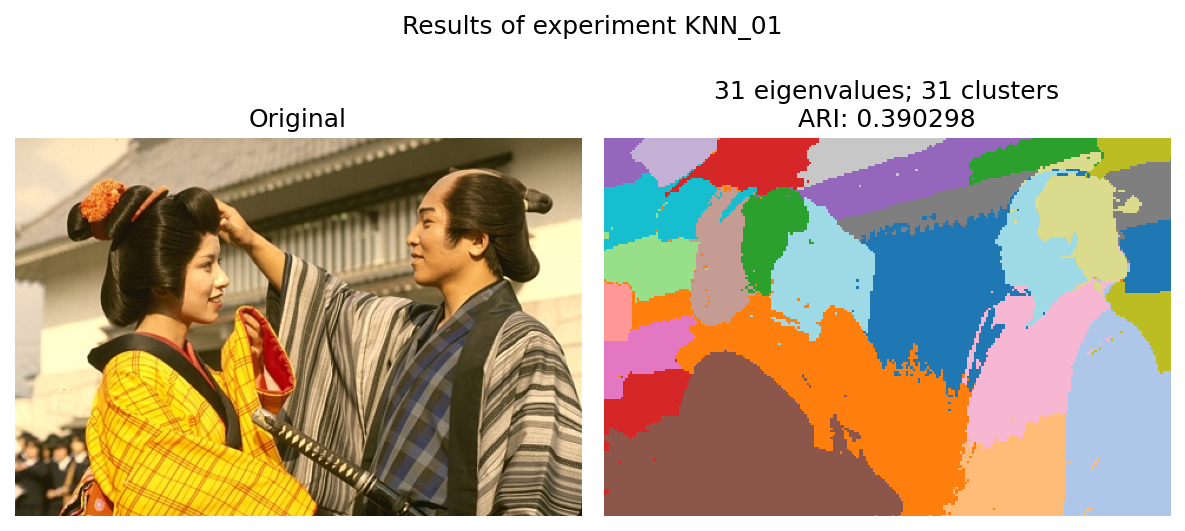 Results of experiment KNN_01
Original
31 eigenvalues; 31 clusters
ARI: 0.390298